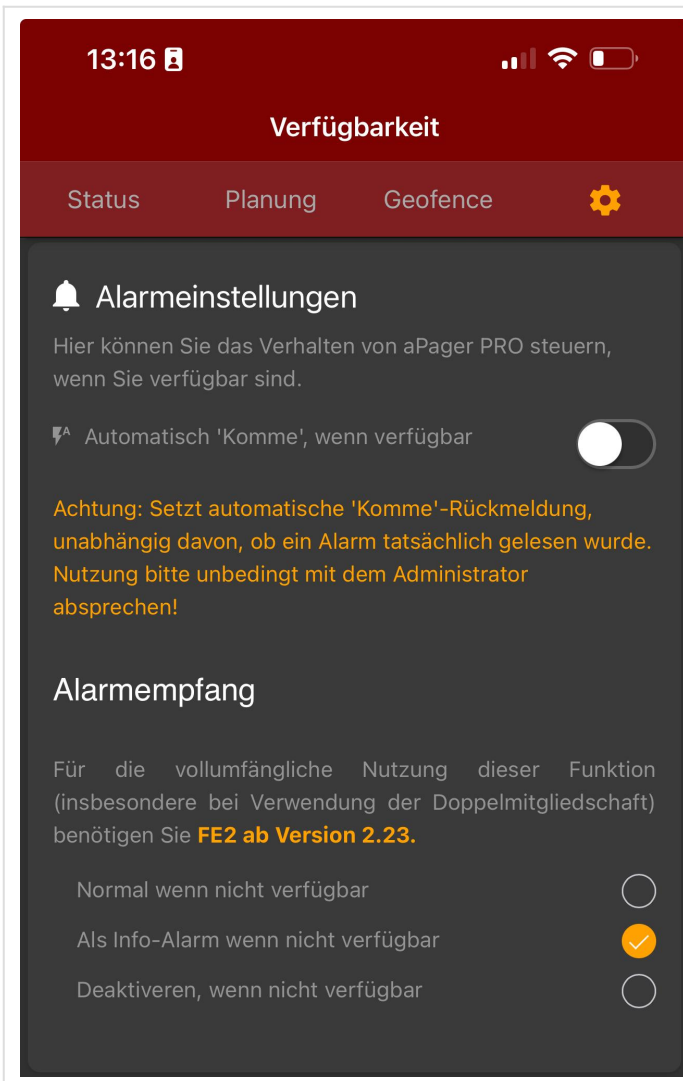 13:16
Verfügbarkeit
Status Planung Geofence
Alarmeinstellungen
Hier können Sie das Verhalten von aPager PRO steuern,
wenn Sie verfügbar sind.
A Automatisch 'Komme', wenn verfügbar
Achtung: Setzt automatische 'Komme'-Rückmeldung,
unabhängig davon, ob ein Alarm tatsächlich gelesen wurde.
Nutzung bitte unbedingt mit dem Administrator
absprechen!
Alarmempfang
Für die vollumfängliche Nutzung dieser Funktion
(insbesondere bei Verwendung der Doppelmitgliedschaft)
benötigen Sie FE2 ab Version 2.23.
Normal wenn nicht verfügbar
Als Info-Alarm wenn nicht verfügbar
Deaktiveren, wenn nicht verfügbar